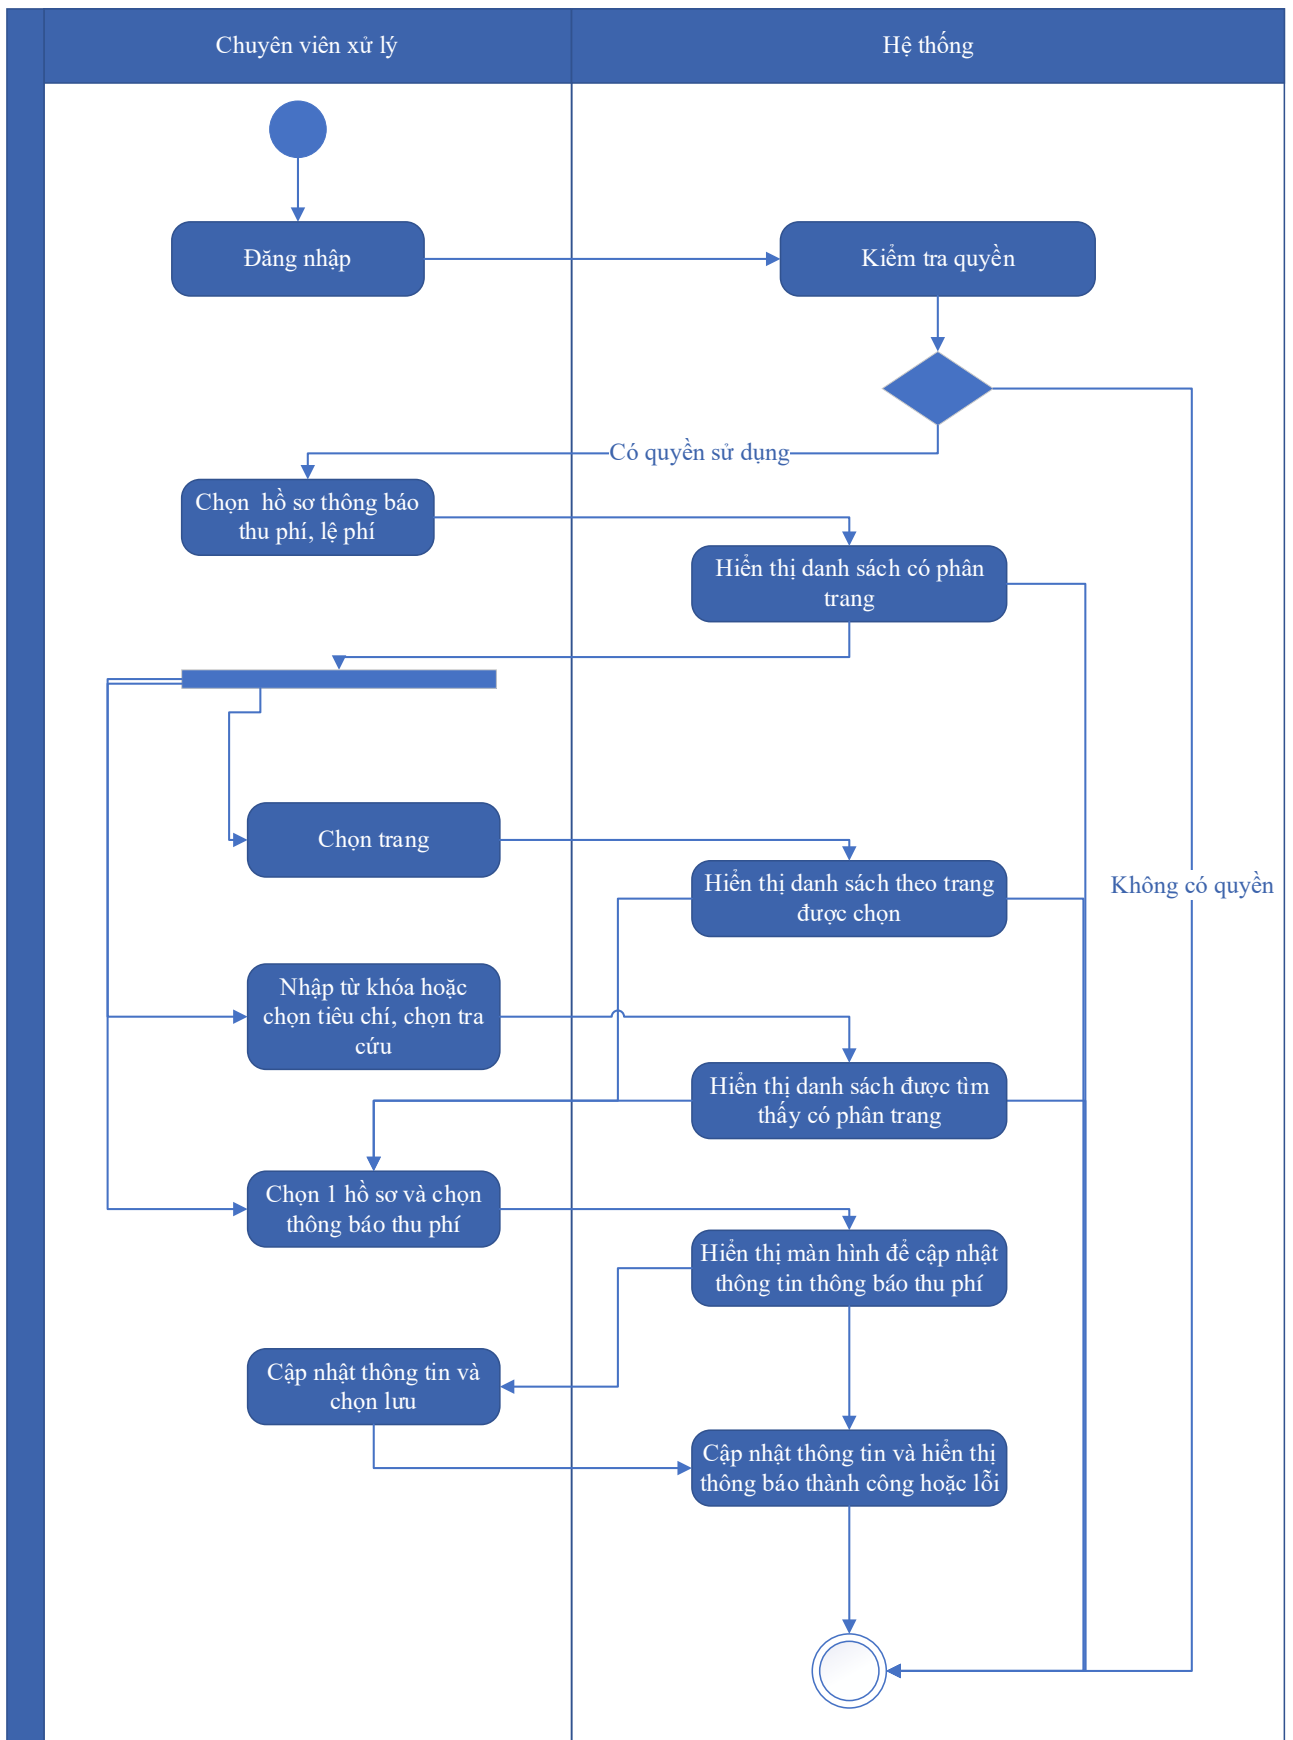 Chuyên viên xử lý
Hệ thống
Đăng nhập
Kiểm tra quyền
Có quyền sử dụng
Chọn hồ sơ thông báo
thu phí, lệ phí
Hiển thị danh sách có phân
trang
Chọn trang
Hiển thị danh sách theo trang
được chọn
Không có quyền
Nhập từ khóa hoặc
chọn tiêu chí, chọn tra
cứu
Hiển thị danh sách được tìm
thấy có phân trang
Chọn 1 hồ sơ và chọn
thông báo thu phí
Hiển thị màn hình để cập nhật
thông tin thông báo thu phí
Cập nhật thông tin và
chọn lưu
Cập nhật thông tin và hiển thị
thông báo thành công hoặc lỗi